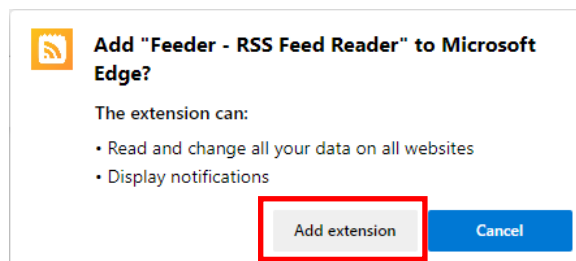 Add "Feeder - RSS Feed Reader" to Microsoft
Edge?
The extension can:
• Read and change all your data on all websites
• Display notifications
Add extension Cancel